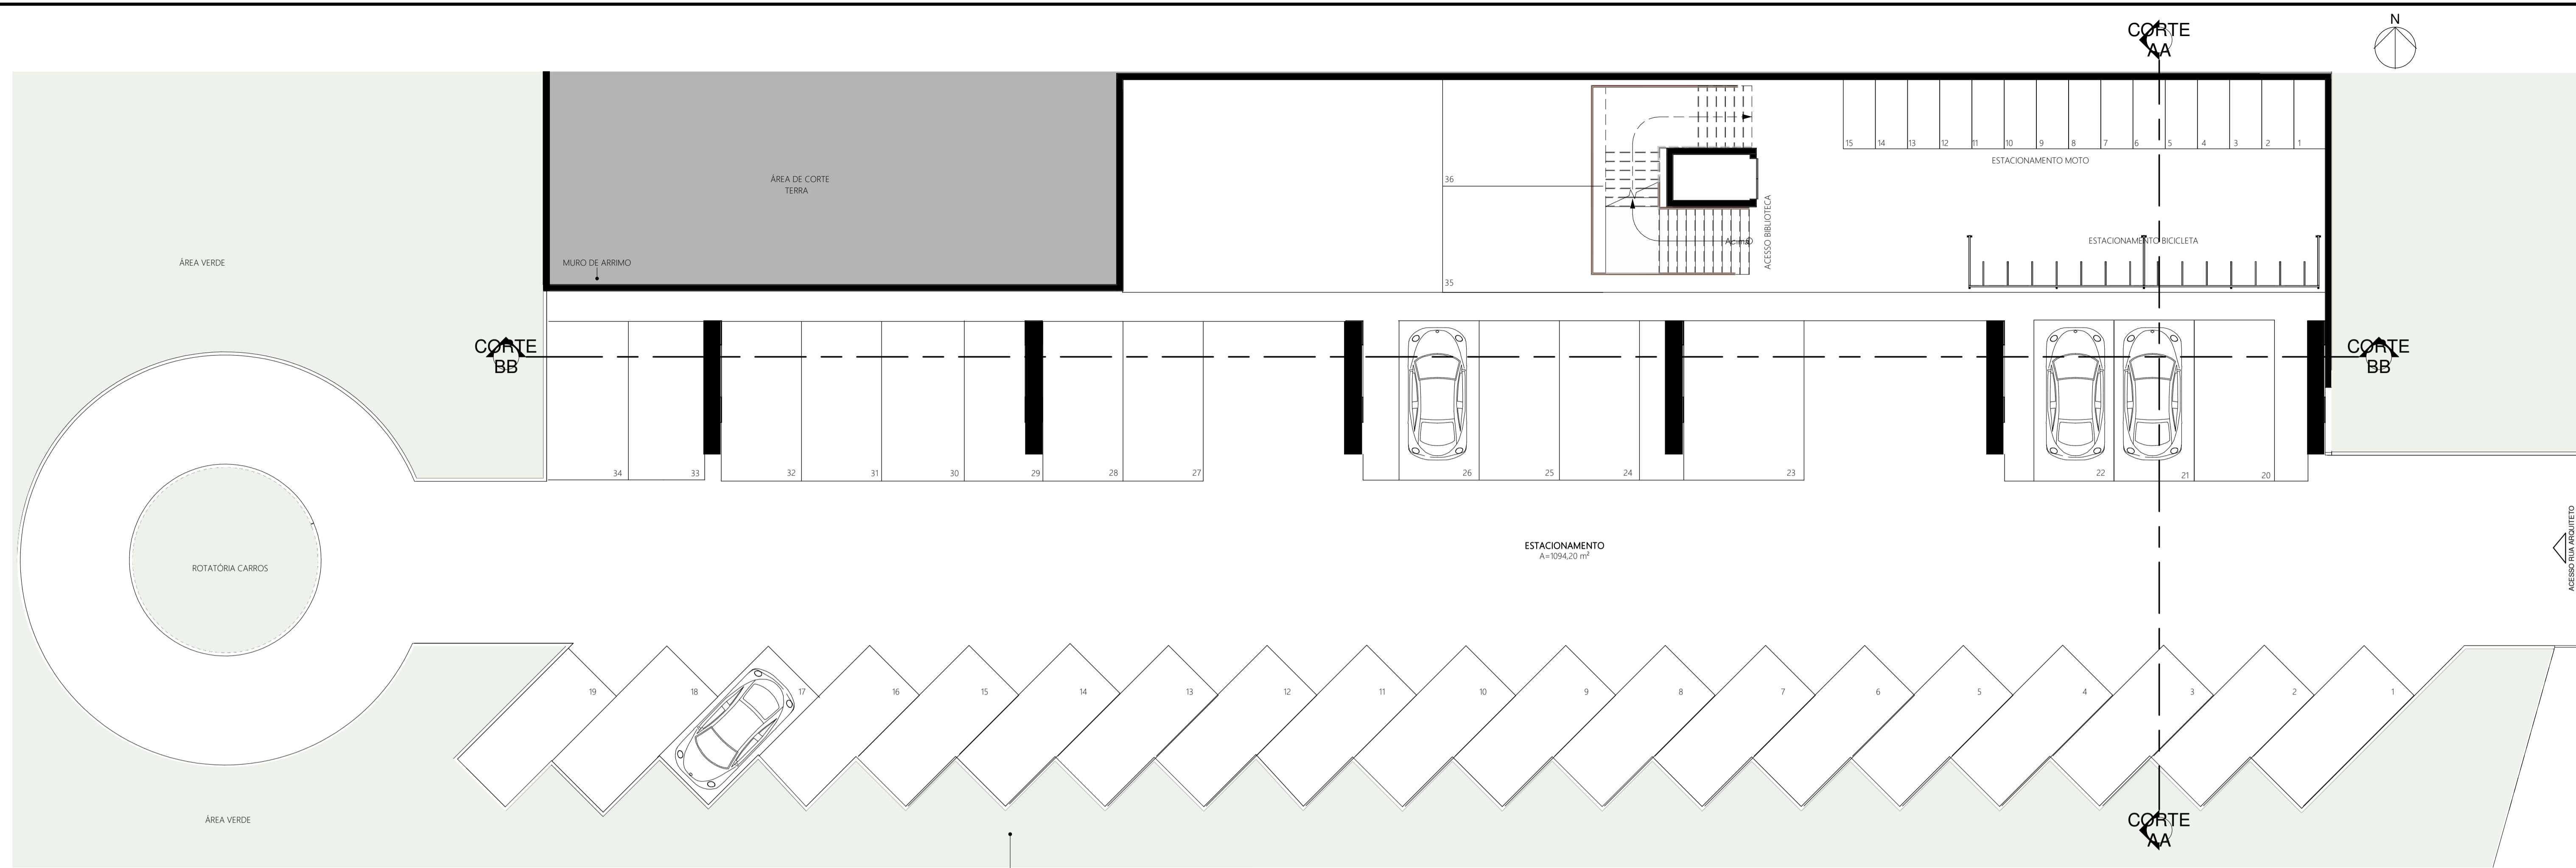 CORTE
AA
N
ÁREA DE CORTE
TERRA
36
15 14 13 12 11 10 9 8 7 6 5 4 3 2 1
ESTACIONAMENTO MOTO
ACESSO BIBLIOTECA
ESTACIONAMENTO BICICLETA
ÁREA VERDE
MURO DE ARRIMO
35
CORTE
BB
CORTE
BB
34 33 32 31 30 29 28 27 26 25 24 23 22 21 20
ESTACIONAMENTO
A=1094,20 m²
ACESSO RUA ARQUITETO
ROTATÓRIA CARROS
19 18 17 16 15 14 13 12 11 10 9 8 7 6 5 4 3 2 1
ÁREA VERDE
CORTE
AA